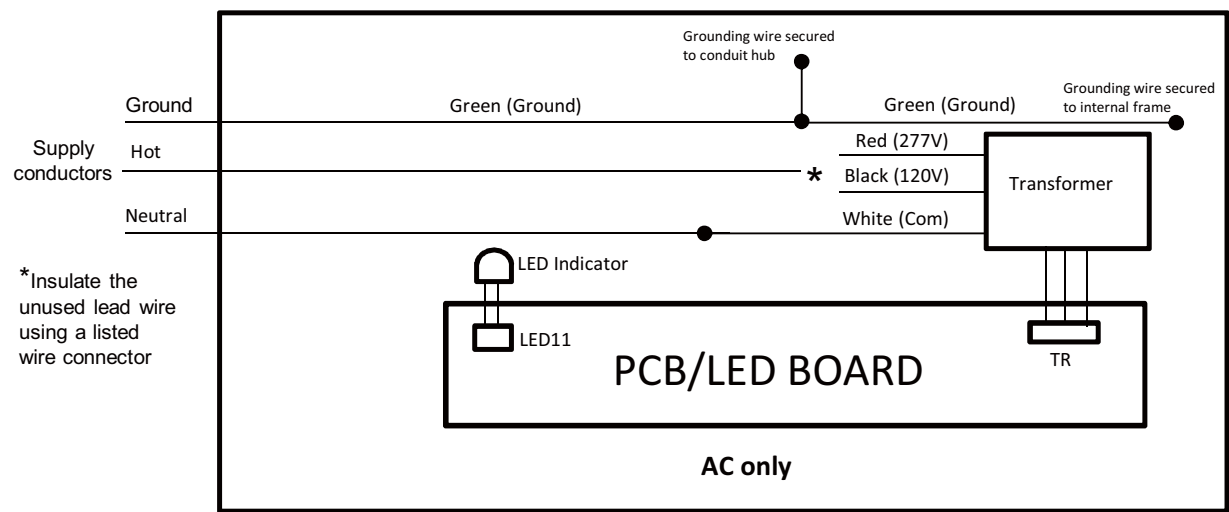 Grounding wire secured
to conduit hub
Grounding wire secured
to internal frame
Ground
Green (Ground)
Green (Ground)
Supply
conductors
Hot
*
Red (277V)
Black (120V)
Transformer
Neutral
White (Com)
*Insulate the
unused lead wire
using a listed
wire connector
LED Indicator
LED11
TR
PCB/LED BOARD
AC only